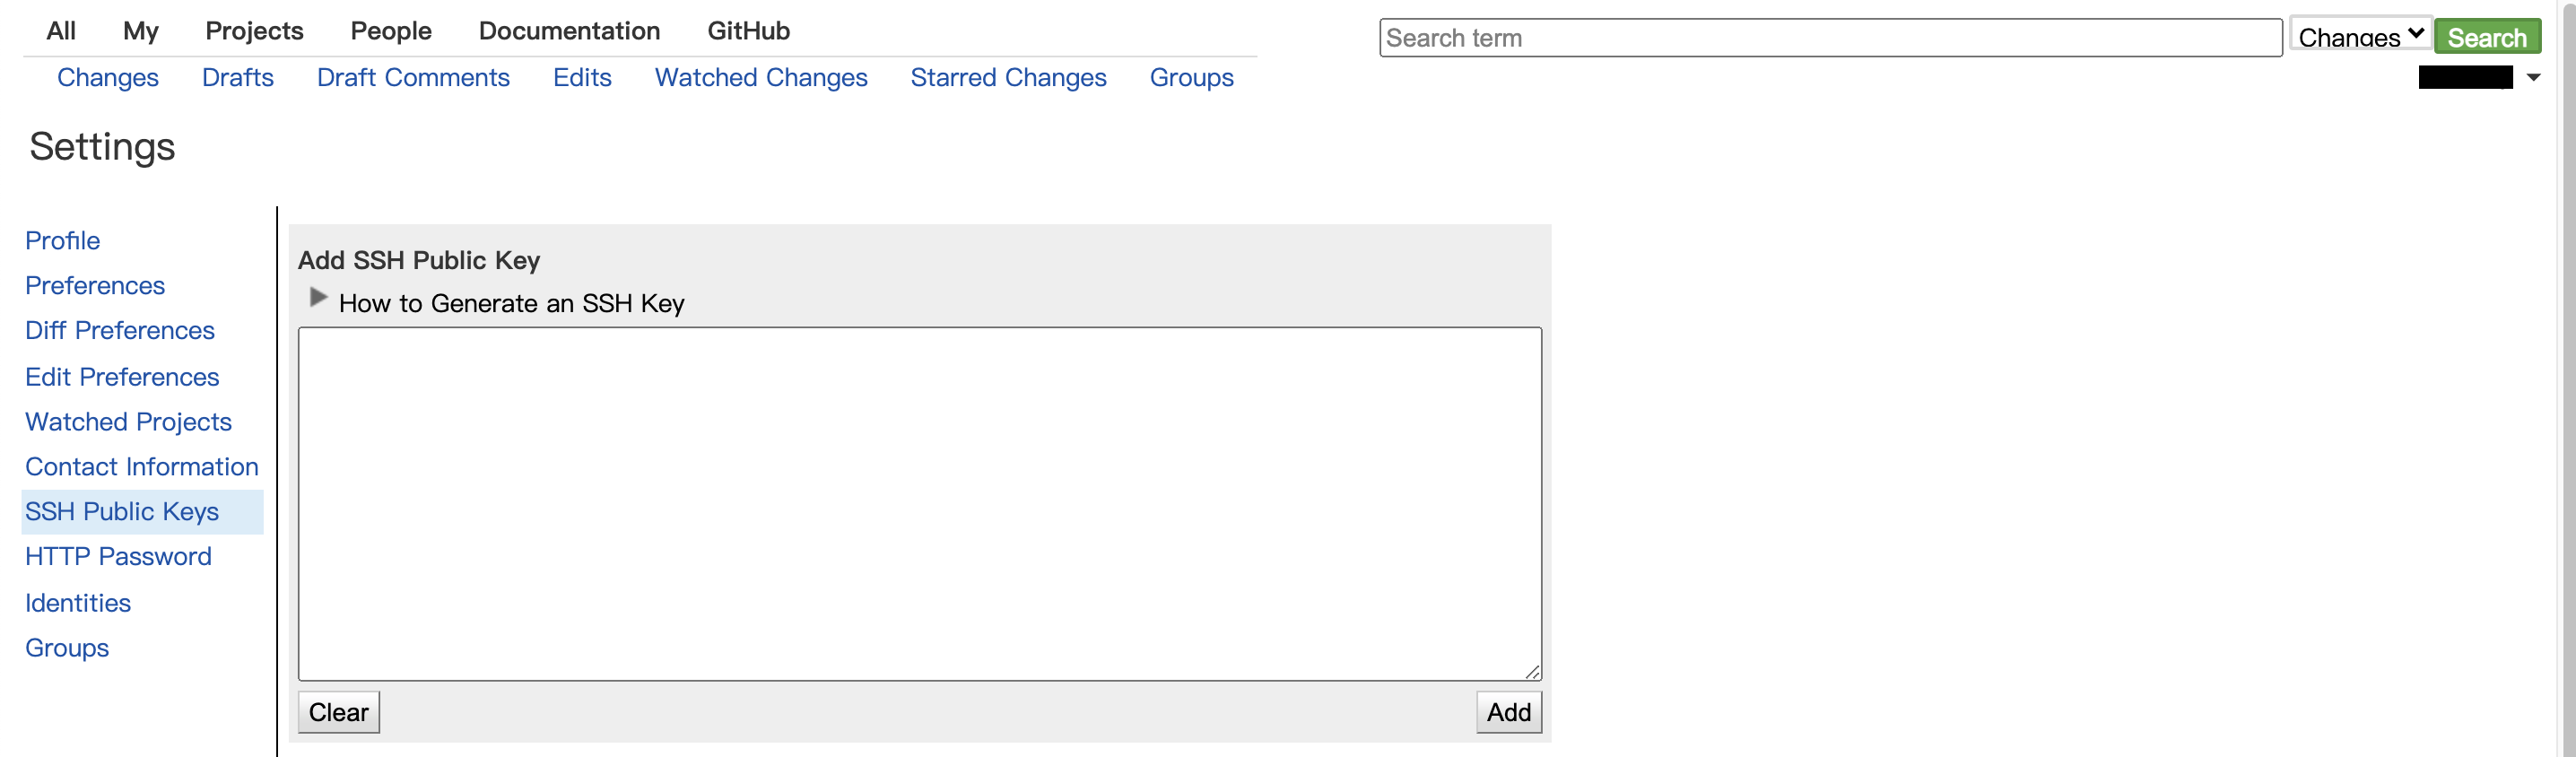 All My Projects People Documentation GitHub
Search term Changes Search
Changes Drafts Draft Comments Edits Watched Changes Starred Changes Groups
Settings
Profile
Preferences
Diff Preferences
Edit Preferences
Watched Projects
Contact Information
SSH Public Keys
HTTP Password
Identities
Groups
Add SSH Public Key
How to Generate an SSH Key
Clear Add